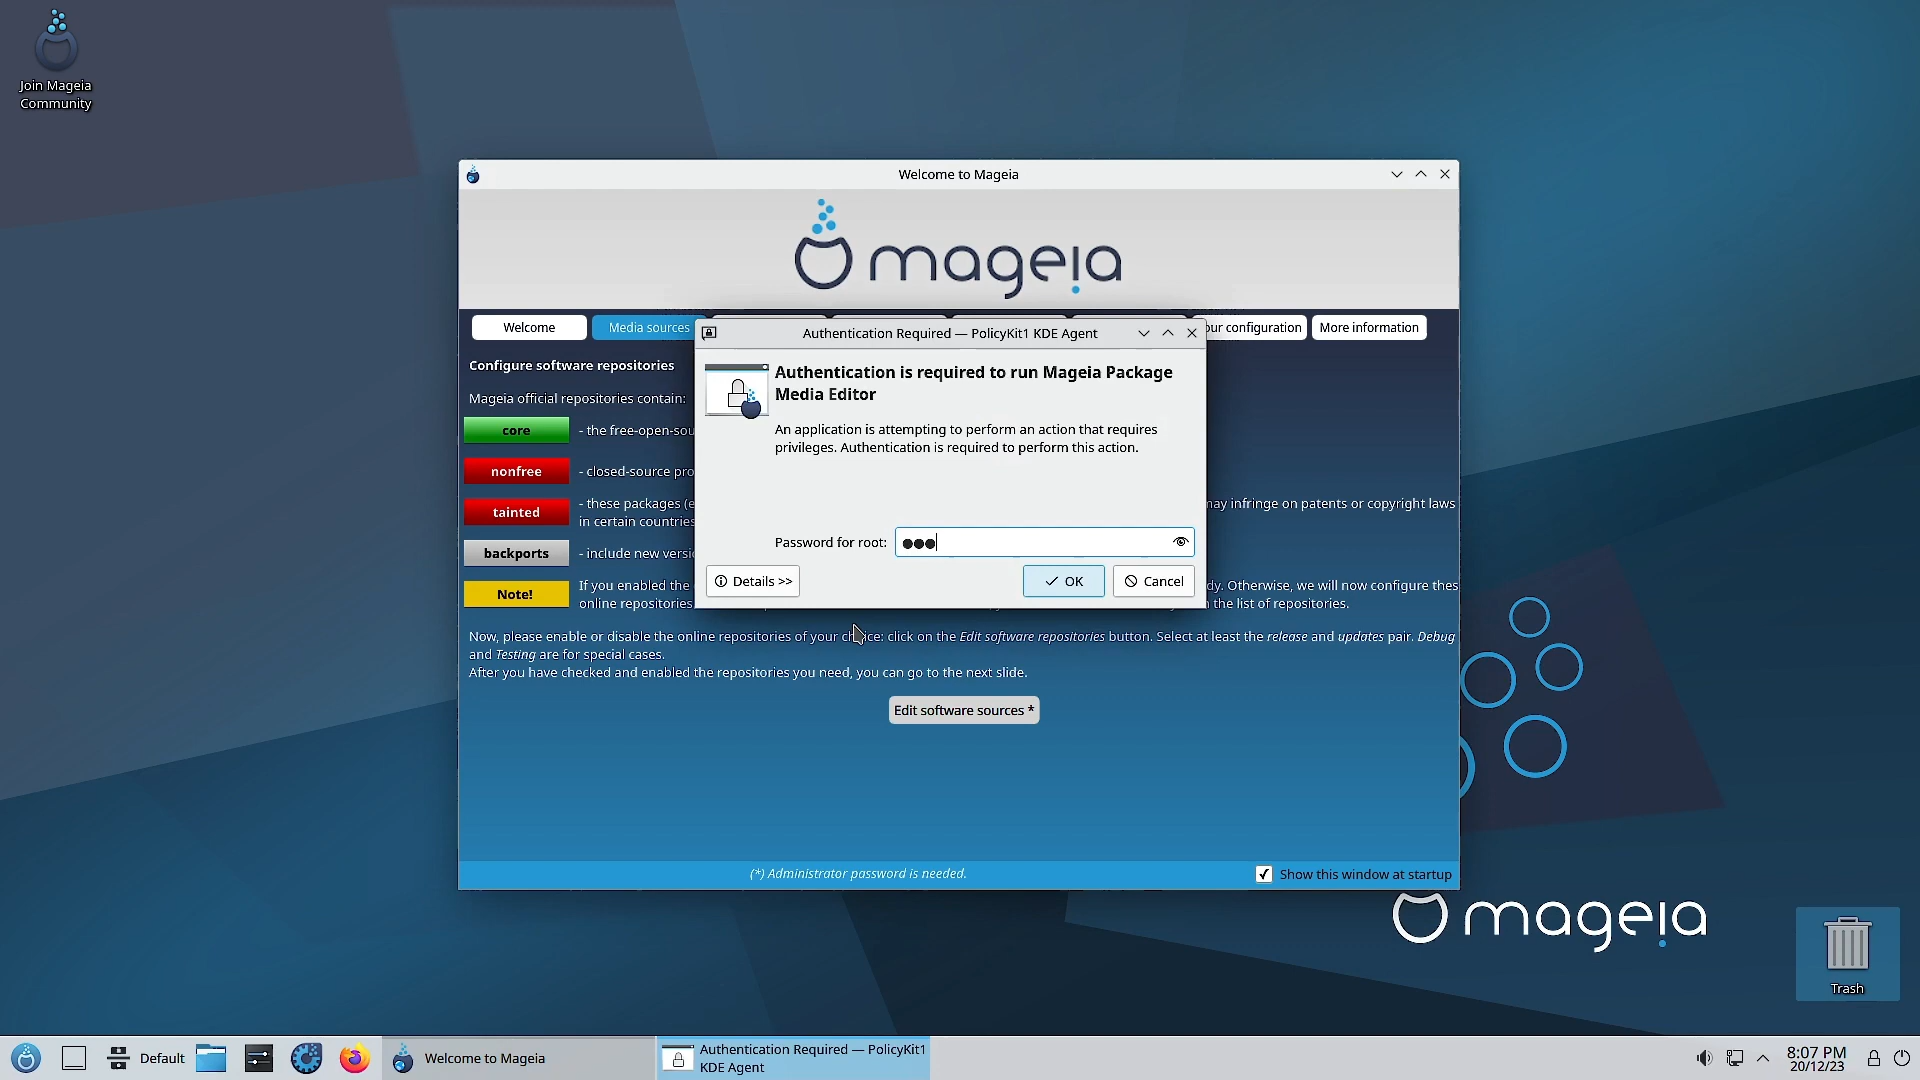 Join Mageia
Community
Welcome to Mageia
mageia
Welcome
Media sources
our configuration
More information
Authentication Required — PolicyKit1 KDE Agent
Authentication is required to run Mageia Package
Media Editor
An application is attempting to perform an action that requires
privileges. Authentication is required to perform this action.
Password for root:
Details >>
OK
Cancel
Configure software repositories
Mageia official repositories contain:
core
- the free-open-sou
nonfree
- closed-source pro
tainted
- these packages (e
may infringe on patents or copyright laws
in certain countries
backports
- include new versi
Note!
If you enabled the
dy. Otherwise, we will now configure thes
online repositories
the list of repositories.
Now, please enable or disable the online repositories of your choice: click on the Edit software repositories button. Select at least the release and updates pair. Debug
and Testing are for special cases.
After you have checked and enabled the repositories you need, you can go to the next slide.
Edit software sources *
(*) Administrator password is needed.
Show this window at startup
mageia
Trash
Default
Welcome to Mageia
Authentication Required — PolicyKit1
KDE Agent
8:07 PM
20/12/23